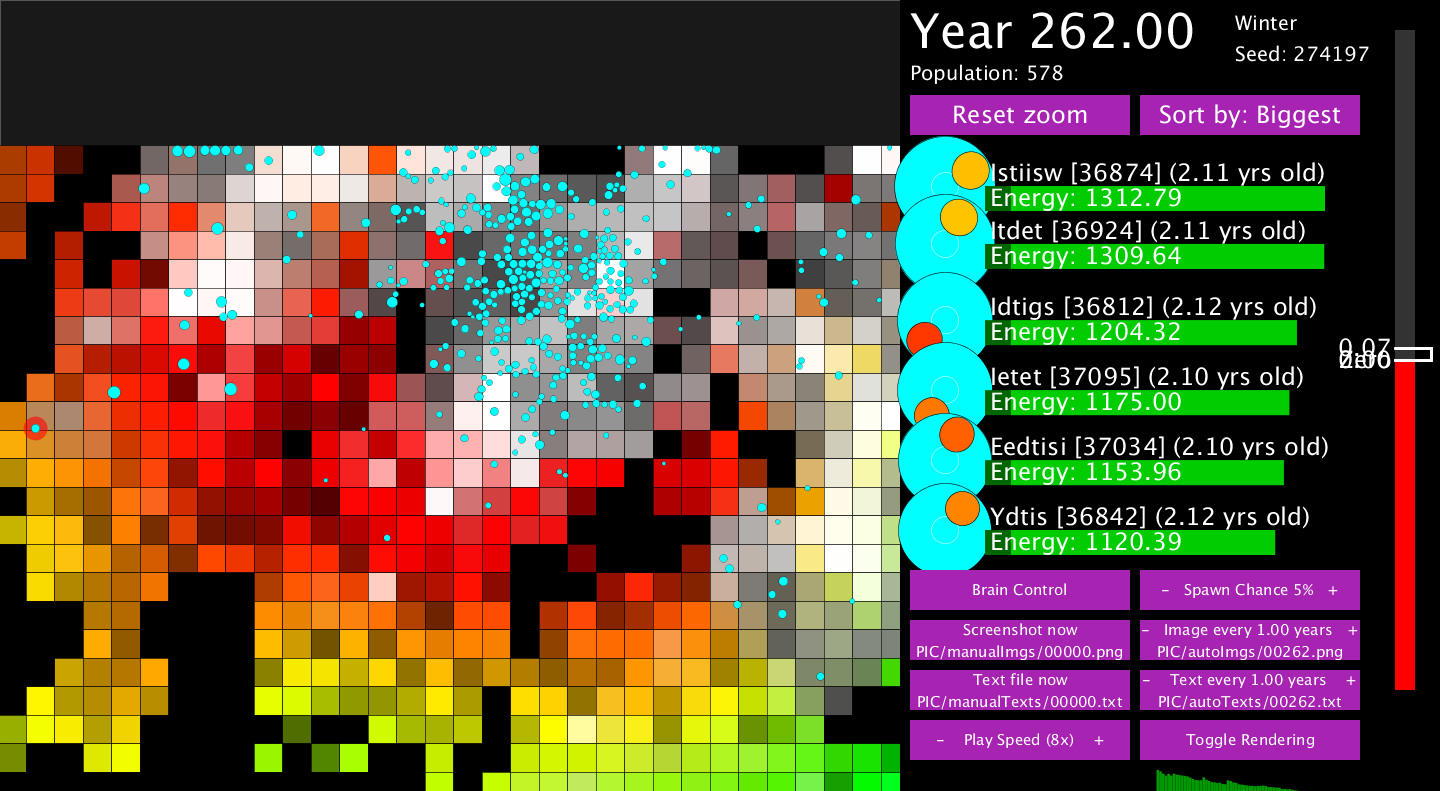 Year 262.00
Winter
Seed: 274197
Population: 578
Reset zoom
Sort by: Biggest
Istiisw [36874] (2.11 yrs old)
Energy: 1312.79
Itdet [36924] (2.11 yrs old)
Energy: 1309.64
Idtigs [36812] (2.12 yrs old)
Energy: 1204.32
0.07
Ietet [37095] (2.10 yrs old)
Energy: 1175.00
Eedtisi [37034] (2.10 yrs old)
Energy: 1153.96
Ydtis [36842] (2.12 yrs old)
Energy: 1120.39
Brain Control
- Spawn Chance 5% +
Screenshot now
PIC/manualImgs/00000.png
- Image every 1.00 years +
PIC/autoImgs/00262.png
Text file now
PIC/manualTexts/00000.txt
- Text every 1.00 years +
PIC/autoTexts/00262.txt
- Play Speed (8x) +
Toggle Rendering